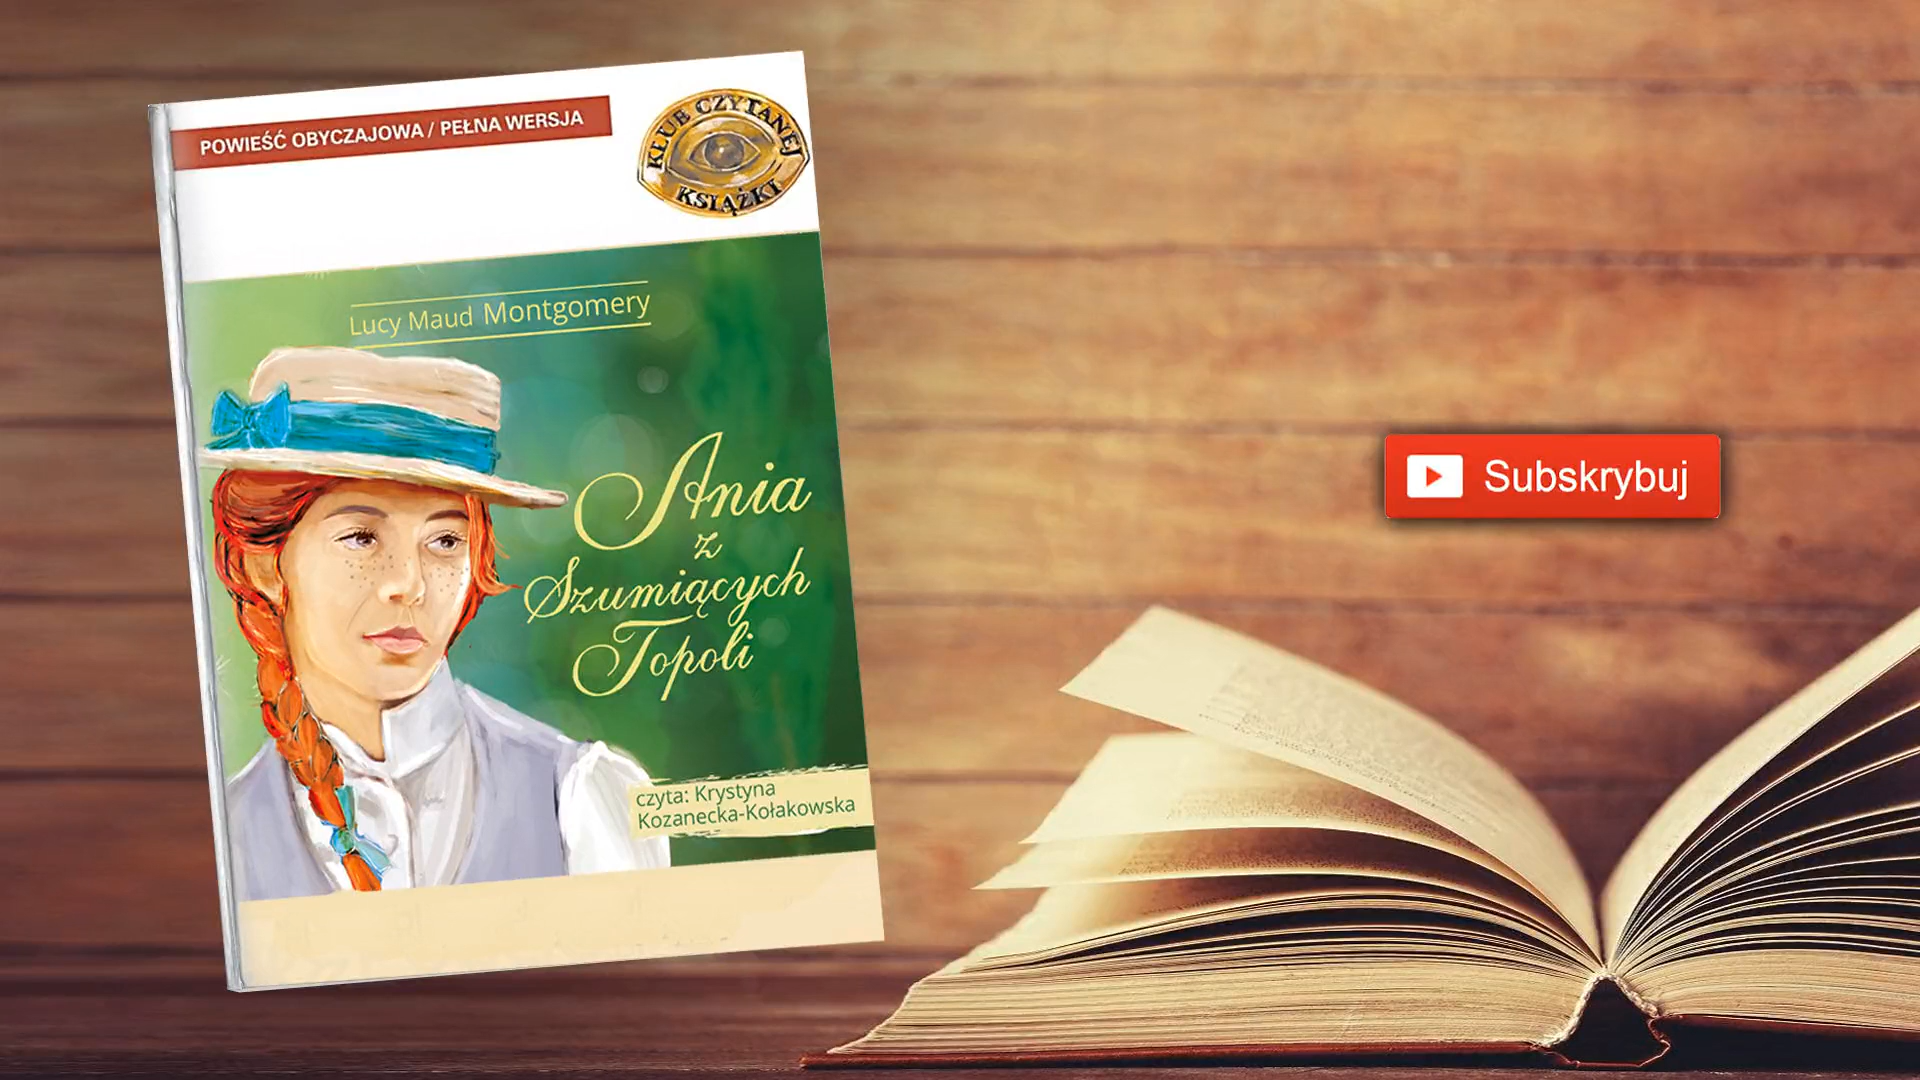 POWIEŚĆ OBYCZAJOWA / PEŁNA WERSJA
KLUB CZYTANEJ
KSIĄŻKI
Lucy Maud Montgomery
Ania
z
Szumiących
Topoli
czyta: Krystyna
Kozanecka-Kołakowska
Subskrybuj